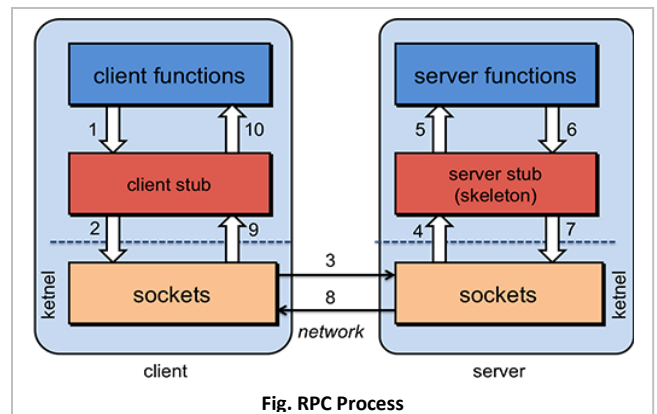 client functions
server functions
1
10
5
6
client stub
server stub
(skeleton)
2
9
4
7
3
sockets
sockets
8
ketnel
ketnel
network
client
server
Fig. RPC Process